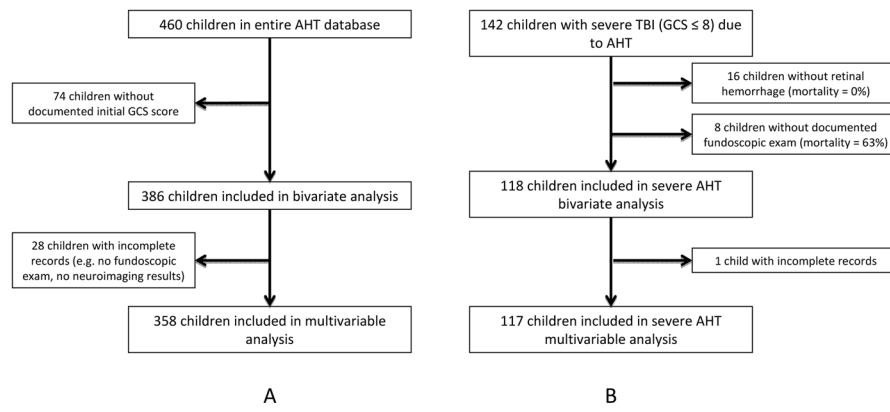 460 children in entire AHT database
74 children without
documented initial GCS score
386 children included in bivariate analysis
28 children with incomplete
records (e.g. no fundoscopic
exam, no neuroimaging results)
358 children included in multivariable
analysis
A
142 children with severe TBI (GCS ≤ 8) due
to AHT
16 children without retinal
hemorrhage (mortality = 0%)
8 children without documented
fundoscopic exam (mortality = 63%)
118 children included in severe AHT
bivariate analysis
1 child with incomplete records
117 children included in severe AHT
multivariable analysis
B